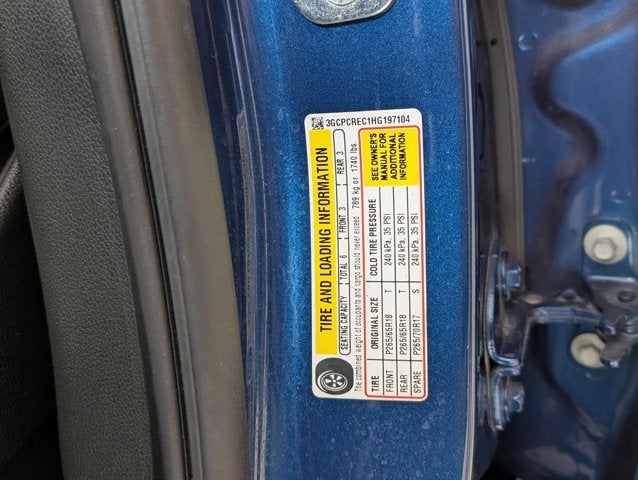 3GCPCREC1HG197104
TIRE AND LOADING INFORMATION
SEATING CAPACITY TOTAL 6 FRONT 3 REAR 3
The combined weight of occupants and cargo should never exceed 789 kg or 1740 lbs.
TIRE ORIGINAL SIZE COLD TIRE PRESSURE
FRONT P265/65R18 T 240 kPa, 35 PSI
REAR P265/65R18 T 240 kPa, 35 PSI
SPARE P265/70R17 S 240 kPa, 35 PSI
SEE OWNER'S
MANUAL FOR
ADDITIONAL
INFORMATION